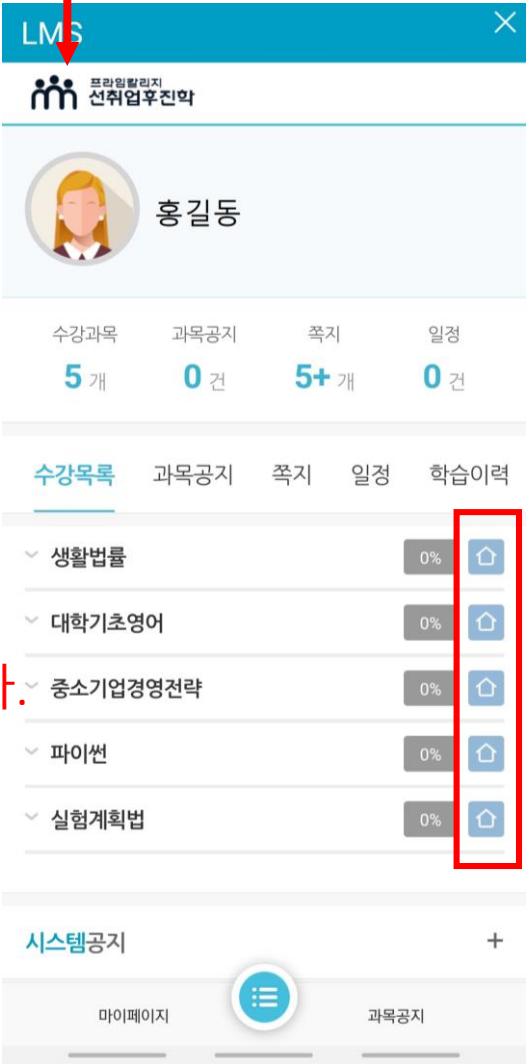 LMS
프라임칼리지
선취업후진학
홍길동
수강과목 과목공지 쪽지 일정
5 개 0 건 5+ 개 0 건
수강목록 과목공지 쪽지 일정 학습이력
생활법률 0%
대학기초영어 0%
중소기업경영전략 0%
파이썬 0%
실험계획법 0%
시스템공지 +
마이페이지 과목공지